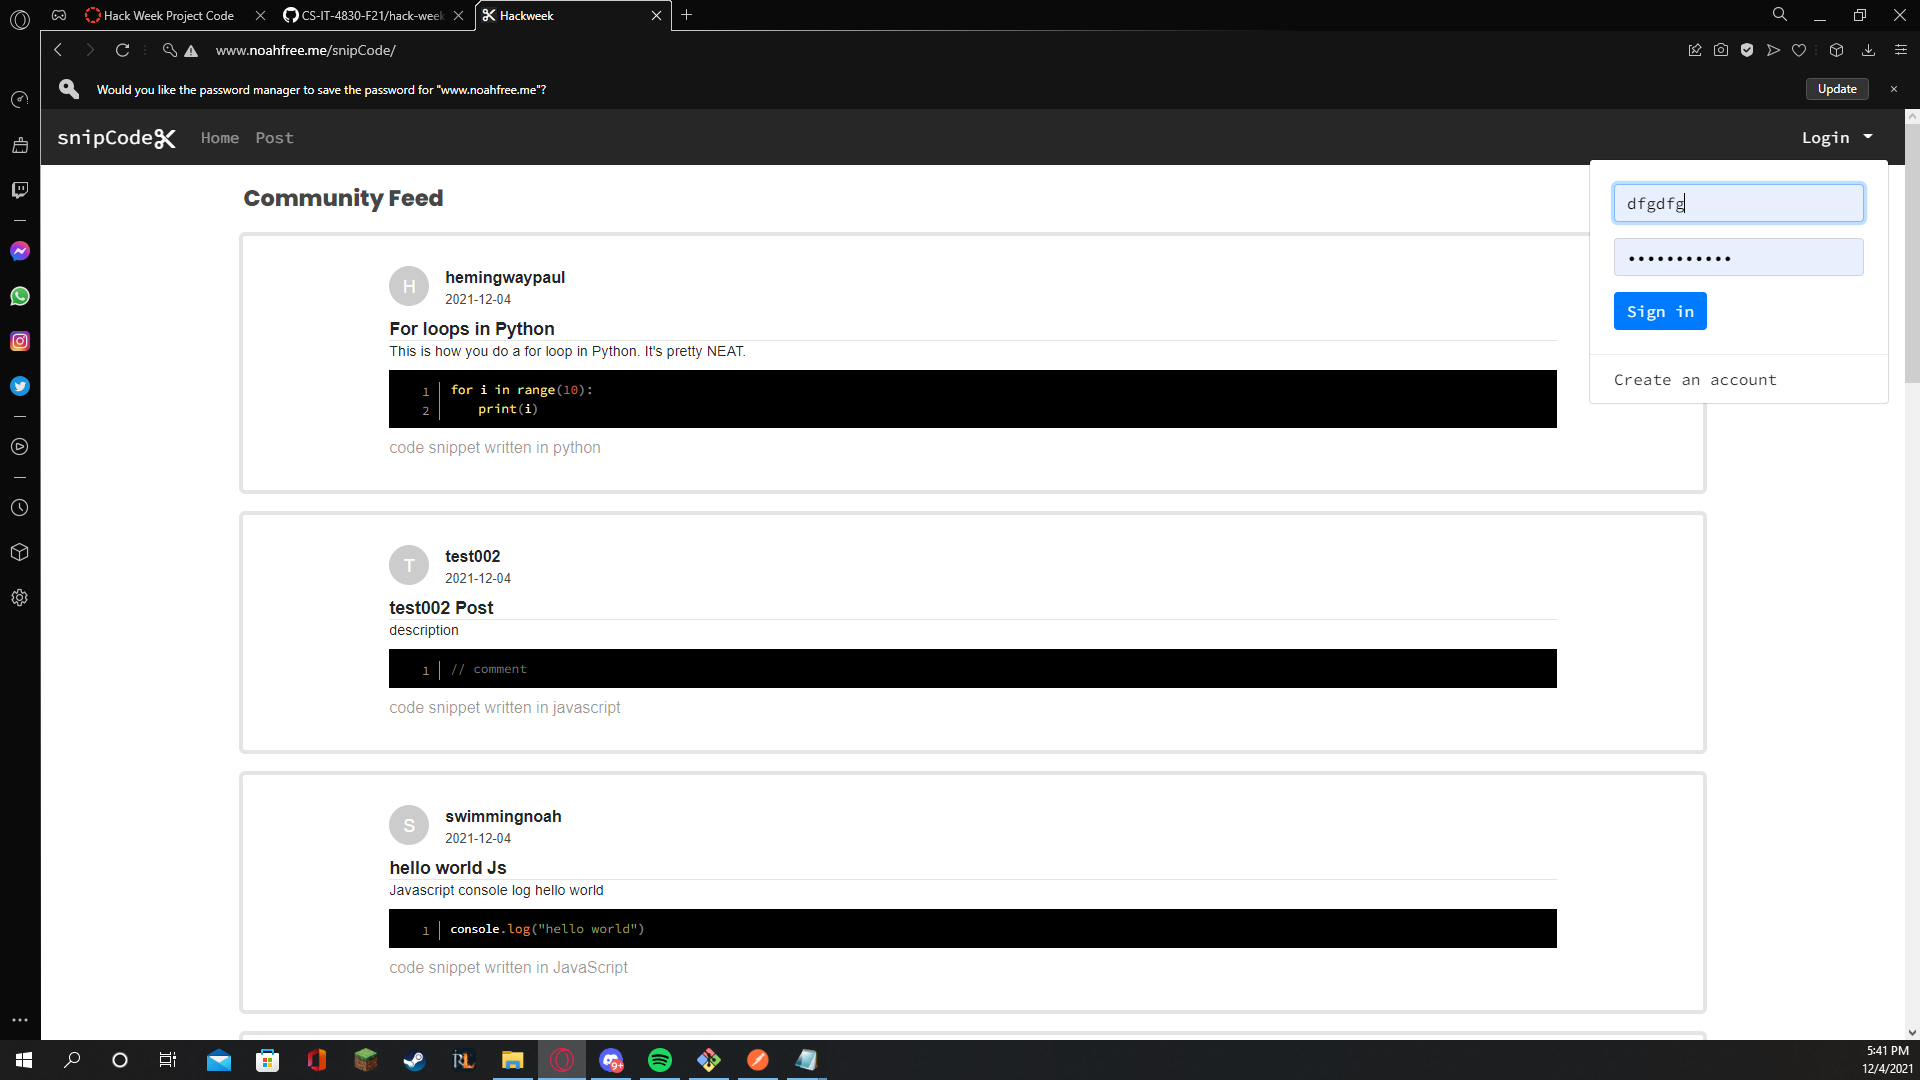 Hack Week Project Code
CS-IT-4830-F21/hack-week
Hackweek
www.noahfree.me/snipCode/
Would you like the password manager to save the password for "www.noahfree.me"?
Update
snipCode
Home
Post
Login
dfgdfg
•••••••••••
Sign in
Create an account
Community Feed
H
hemingwaypaul
2021-12-04
For loops in Python
This is how you do a for loop in Python. It's pretty NEAT.
1 for i in range(10):
2 print(i)
code snippet written in python
T
test002
2021-12-04
test002 Post
description
1 // comment
code snippet written in javascript
S
swimmingnoah
2021-12-04
hello world Js
Javascript console log hello world
1 console.log("hello world")
code snippet written in JavaScript
RL
9+
5:41 PM
12/4/2021